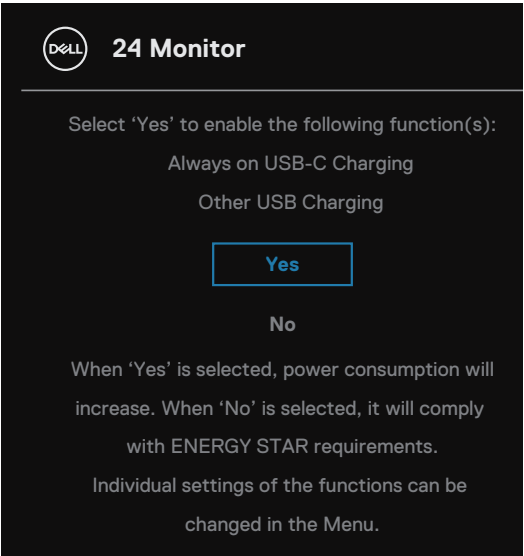 DELL
24 Monitor
Select ‘Yes’ to enable the following function(s):
Always on USB-C Charging
Other USB Charging
Yes
No
When ‘Yes’ is selected, power consumption will
increase. When ‘No’ is selected, it will comply
with ENERGY STAR requirements.
Individual settings of the functions can be
changed in the Menu.